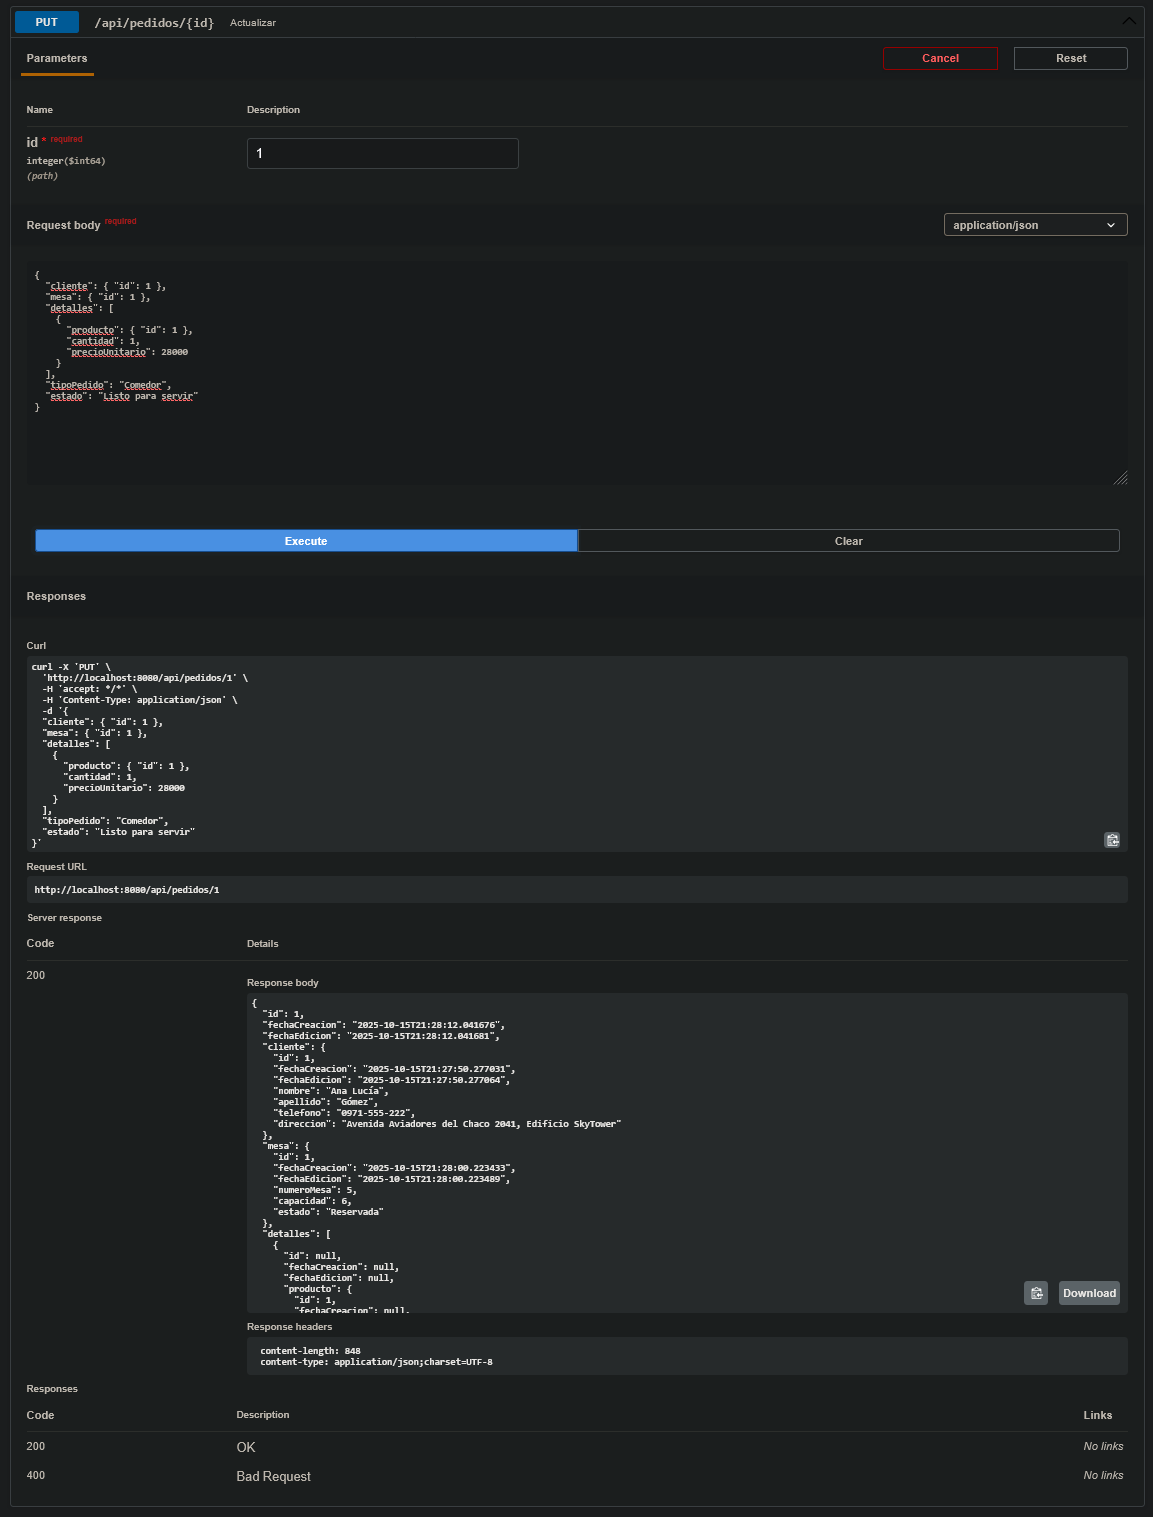 PUT /api/pedidos/{id} Actualizar
Parameters
Cancel
Reset
Name Description
id * required
integer($int64)
(path)
1
Request body required
application/json
{
  "cliente": { "id": 1 },
  "mesa": { "id": 1 },
  "detalles": [
    {
      "producto": { "id": 1 },
      "cantidad": 1,
      "precioUnitario": 28000
    }
  ],
  "tipoPedido": "Comedor",
  "estado": "Listo para servir"
}
Execute
Clear
Responses
Curl
curl -X 'PUT' \
  'http://localhost:8080/api/pedidos/1' \
  -H 'accept: */*' \
  -H 'Content-Type: application/json' \
  -d '{
  "cliente": { "id": 1 },
  "mesa": { "id": 1 },
  "detalles": [
    {
      "producto": { "id": 1 },
      "cantidad": 1,
      "precioUnitario": 28000
    }
  ],
  "tipoPedido": "Comedor",
  "estado": "Listo para servir"
}'
Request URL
http://localhost:8080/api/pedidos/1
Server response
Code Details
200
Response body
{
  "id": 1,
  "fechaCreacion": "2025-10-15T21:28:12.041676",
  "fechaEdicion": "2025-10-15T21:28:12.041681",
  "cliente": {
    "id": 1,
    "fechaCreacion": "2025-10-15T21:27:50.277031",
    "fechaEdicion": "2025-10-15T21:27:50.277064",
    "nombre": "Ana Lucía",
    "apellido": "Gómez",
    "telefono": "0971-555-222",
    "direccion": "Avenida Aviadores del Chaco 2041, Edificio SkyTower"
  },
  "mesa": {
    "id": 1,
    "fechaCreacion": "2025-10-15T21:28:00.223433",
    "fechaEdicion": "2025-10-15T21:28:00.223489",
    "numeroMesa": 5,
    "capacidad": 6,
    "estado": "Reservada"
  },
  "detalles": [
    {
      "id": null,
      "fechaCreacion": null,
      "fechaEdicion": null,
      "producto": {
        "id": 1,
        "fechaCreacion": null,
Download
Response headers
content-length: 848
content-type: application/json;charset=UTF-8
Responses
Code Description Links
200 OK No links
400 Bad Request No links